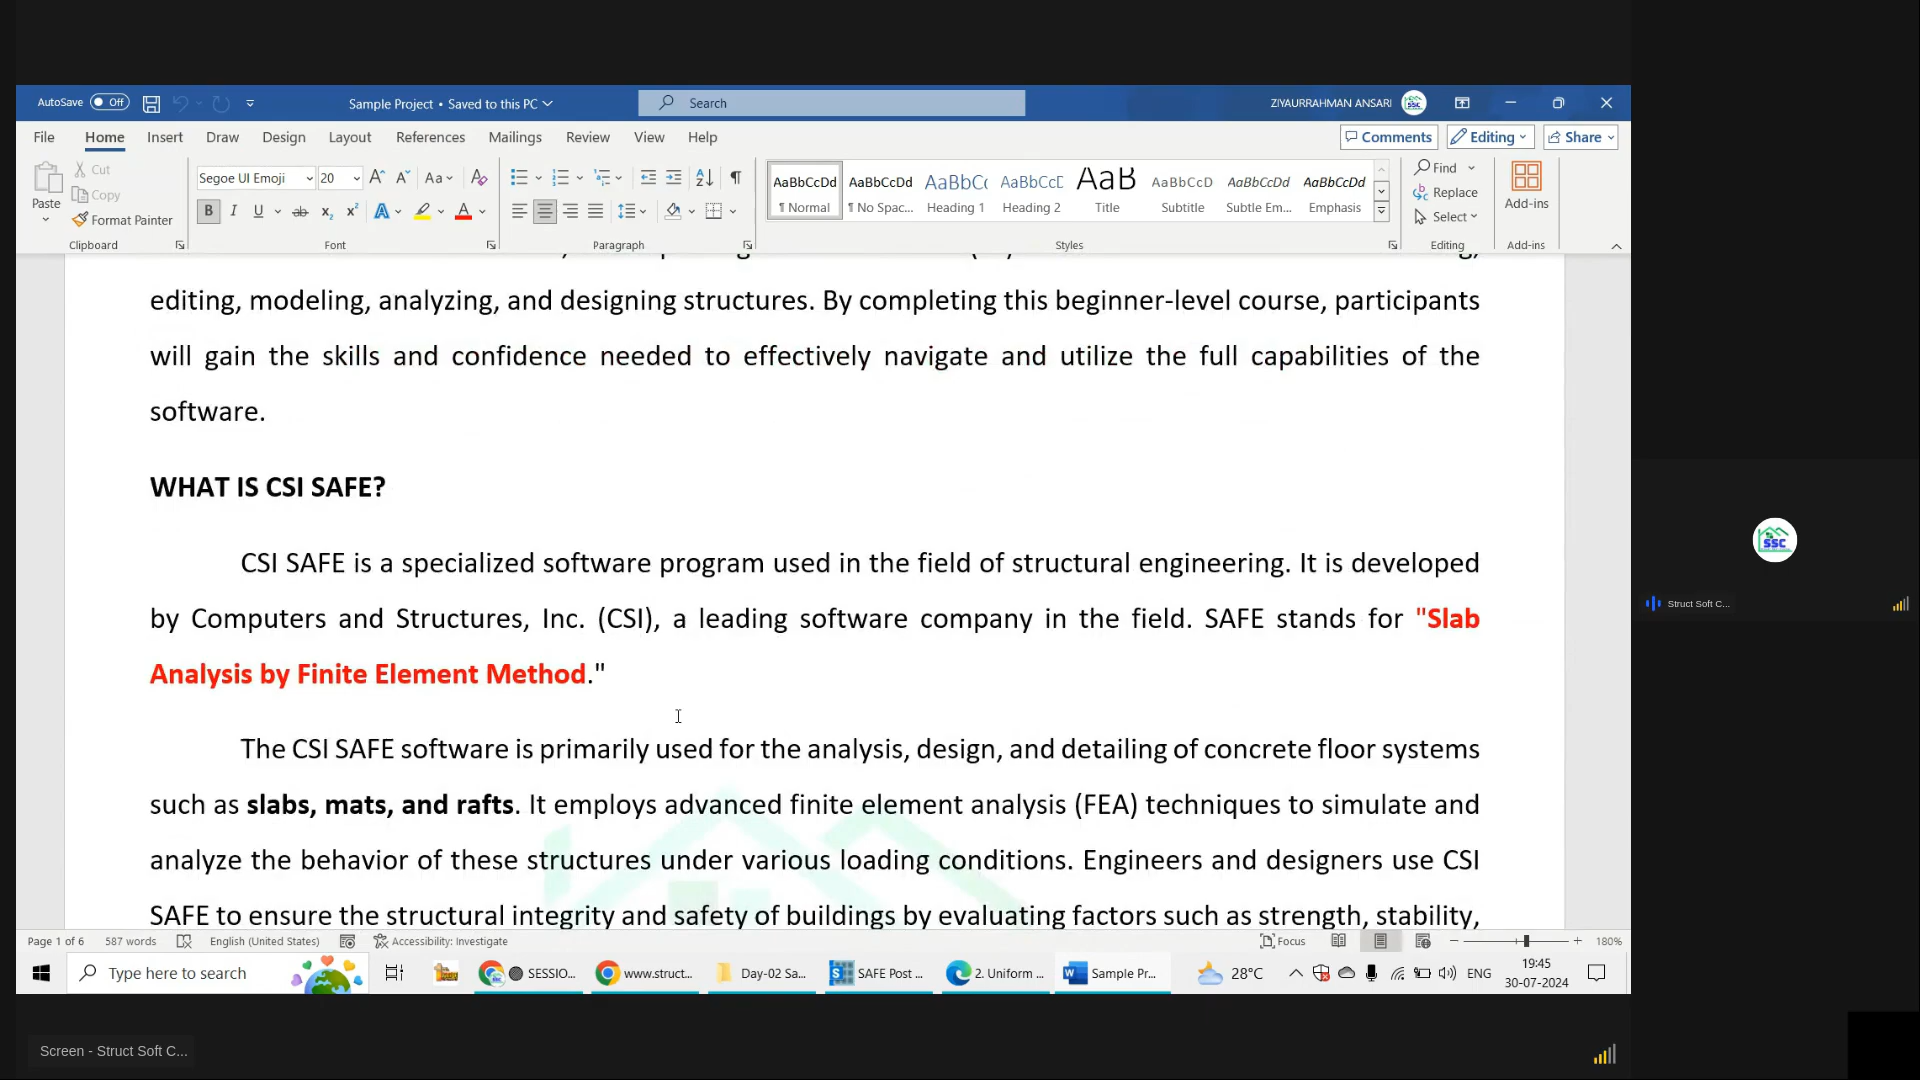 AutoSave Off Sample Project • Saved to this PC Search ZIYAURRAHMAN ANSARI
File Home Insert Draw Design Layout References Mailings Review View Help Comments Editing Share
Paste Cut Copy Format Painter Clipboard
Segoe UI Emoji 20 Font
Paragraph
AaBbCcDd AaBbCcDd AaBbCc AaBbCcD AaB AaBbCcD AaBbCcDd AaBbCcDd
¶ Normal ¶ No Spac... Heading 1 Heading 2 Title Subtitle Subtle Em... Emphasis
Styles
Find Replace Select Editing
Add-ins Add-ins
editing, modeling, analyzing, and designing structures. By completing this beginner-level course, participants
will gain the skills and confidence needed to effectively navigate and utilize the full capabilities of the
software.
WHAT IS CSI SAFE?
CSI SAFE is a specialized software program used in the field of structural engineering. It is developed
by Computers and Structures, Inc. (CSI), a leading software company in the field. SAFE stands for "Slab
Analysis by Finite Element Method."
The CSI SAFE software is primarily used for the analysis, design, and detailing of concrete floor systems
such as slabs, mats, and rafts. It employs advanced finite element analysis (FEA) techniques to simulate and
analyze the behavior of these structures under various loading conditions. Engineers and designers use CSI
SAFE to ensure the structural integrity and safety of buildings by evaluating factors such as strength, stability,
Page 1 of 6 587 words English (United States) Accessibility: Investigate Focus 180%
Type here to search SESSIO... www.struct... Day-02 Sa... SAFE Post ... 2. Uniform ... Sample Pr... 28°C ENG 19:45
30-07-2024
SSC
Struct Soft C...
Screen - Struct Soft C...